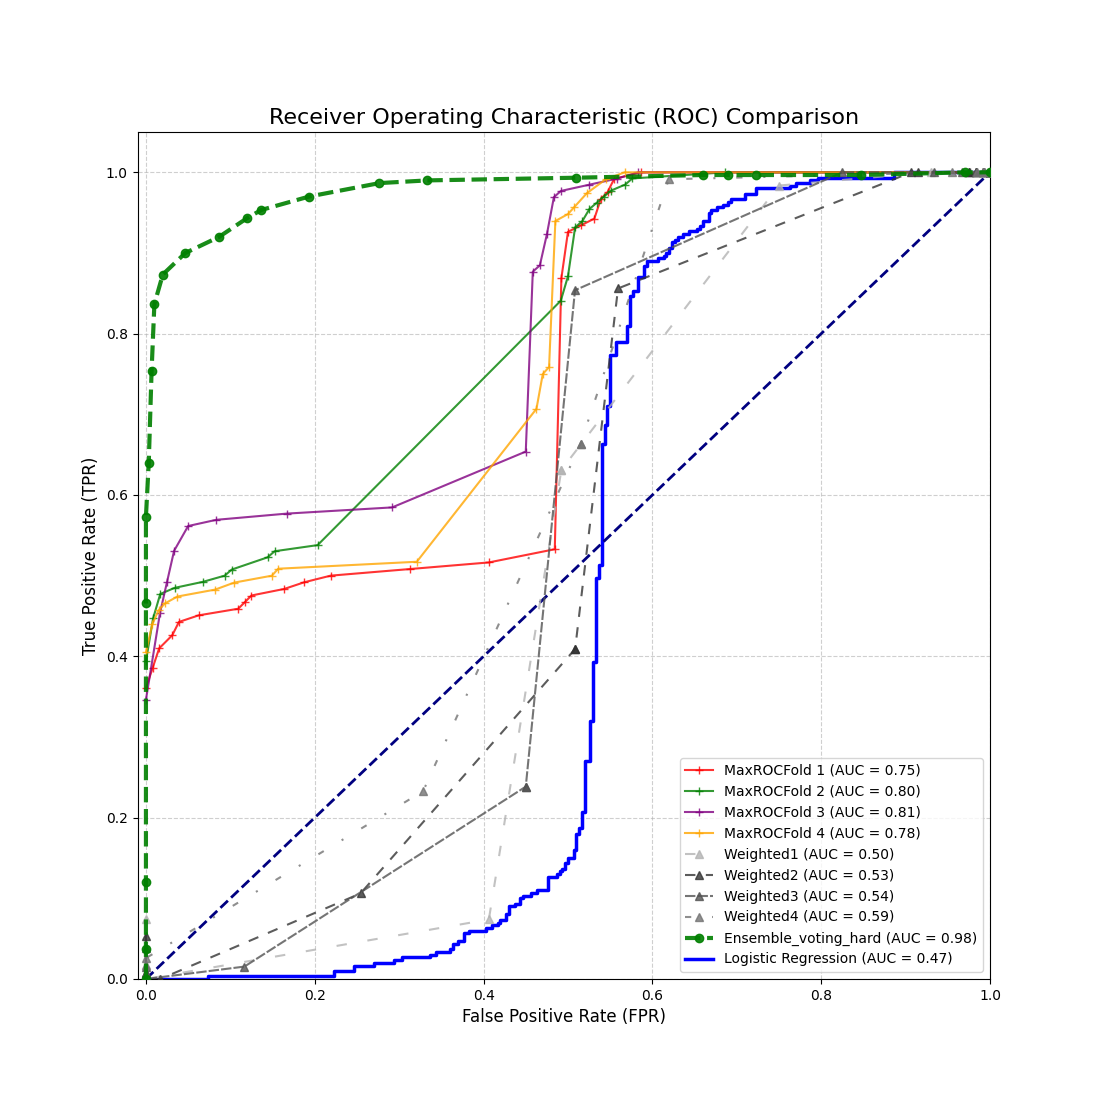 Receiver Operating Characteristic (ROC) Comparison
True Positive Rate (TPR)
1.0
0.8
0.6
0.4
0.2
0.0
MaxROCFold 1 (AUC = 0.75)
MaxROCFold 2 (AUC = 0.80)
MaxROCFold 3 (AUC = 0.81)
MaxROCFold 4 (AUC = 0.78)
Weighted1 (AUC = 0.50)
Weighted2 (AUC = 0.53)
Weighted3 (AUC = 0.54)
Weighted4 (AUC = 0.59)
Ensemble_voting_hard (AUC = 0.98)
Logistic Regression (AUC = 0.47)
0.0 0.2 0.4 0.6 0.8 1.0
False Positive Rate (FPR)